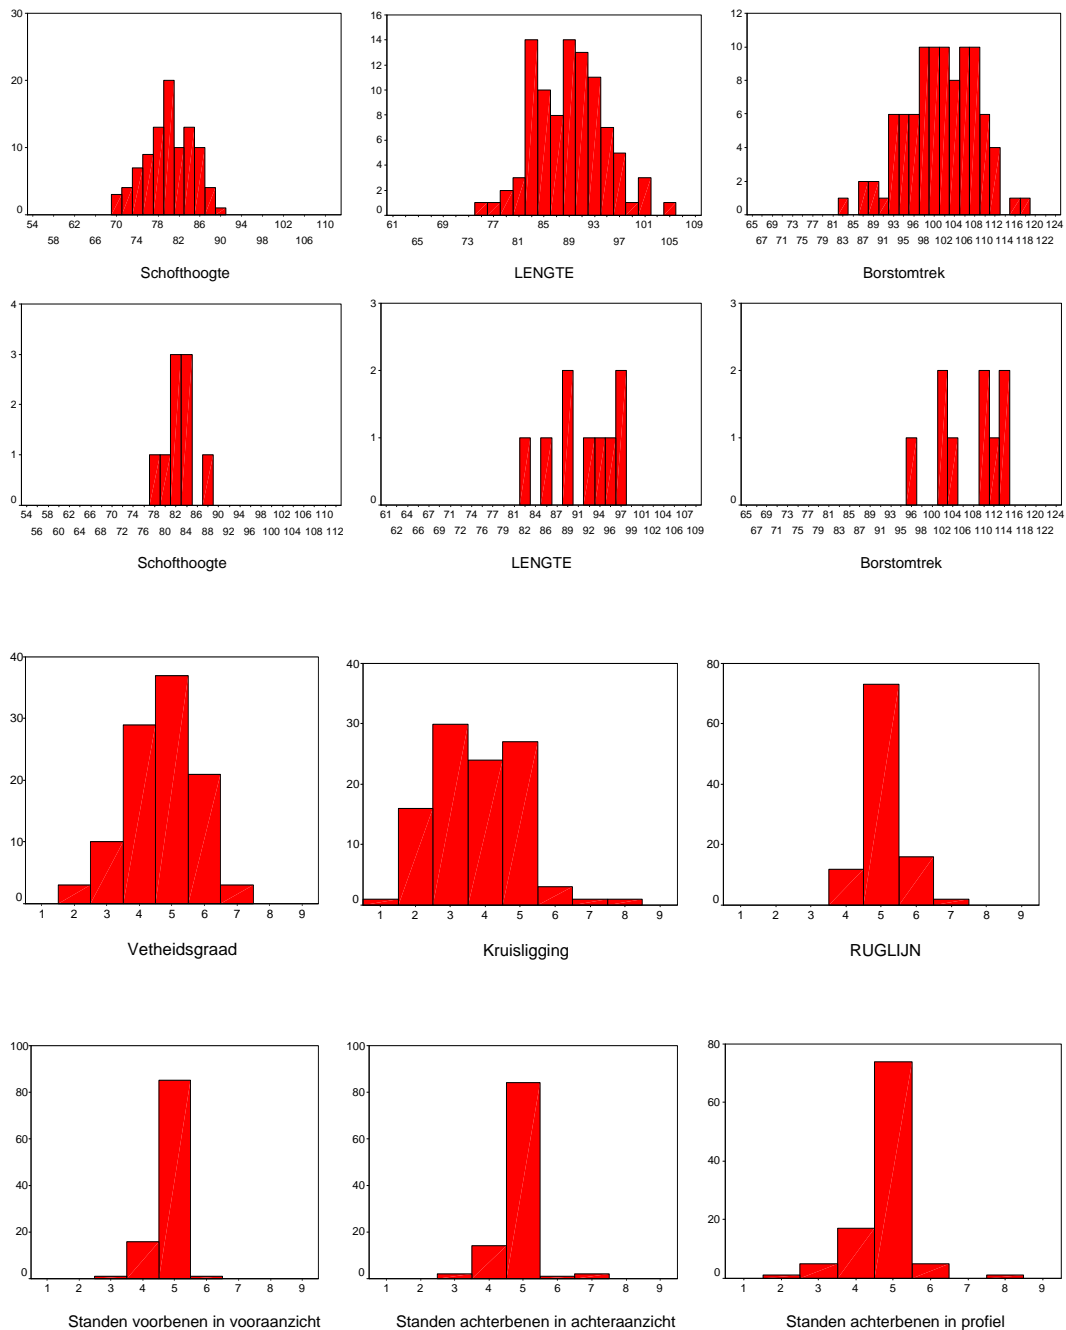 30
20
10
0
54 62 70 78 86 94 102 110
58 66 74 82 90 98 106
Schofthoogte
16
14
12
10
8
6
4
2
0
61 69 77 85 93 101 109
65 73 81 89 97 105
LENGTE
12
10
8
6
4
2
0
65 69 73 77 81 85 89 93 96 100 104 108 112 116 120 124
67 71 75 79 83 87 91 95 98 102 106 110 114 118 122
Borstomtrek
4
3
2
1
0
54 58 62 66 70 74 78 82 86 90 94 98 102 106 110
56 60 64 68 72 76 80 84 88 92 96 100 104 108 112
Schofthoogte
3
2
1
0
61 64 67 71 74 77 81 84 87 91 94 97 101 104 107
62 66 69 72 76 79 82 86 89 92 96 99 102 106 109
LENGTE
3
2
1
0
65 69 73 77 81 85 89 93 96 100 104 108 112 116 120 124
67 71 75 79 83 87 91 95 98 102 106 110 114 118 122
Borstomtrek
40
30
20
10
0
1 2 3 4 5 6 7 8 9
Vetheidsgraad
40
30
20
10
0
1 2 3 4 5 6 7 8 9
Kruisligging
80
60
40
20
0
1 2 3 4 5 6 7 8 9
RUGLIJN
100
80
60
40
20
0
1 2 3 4 5 6 7 8 9
Standen voorbenen in vooraanzicht
100
80
60
40
20
0
1 2 3 4 5 6 7 8 9
Standen achterbenen in achteraanzicht
80
60
40
20
0
1 2 3 4 5 6 7 8 9
Standen achterbenen in profiel